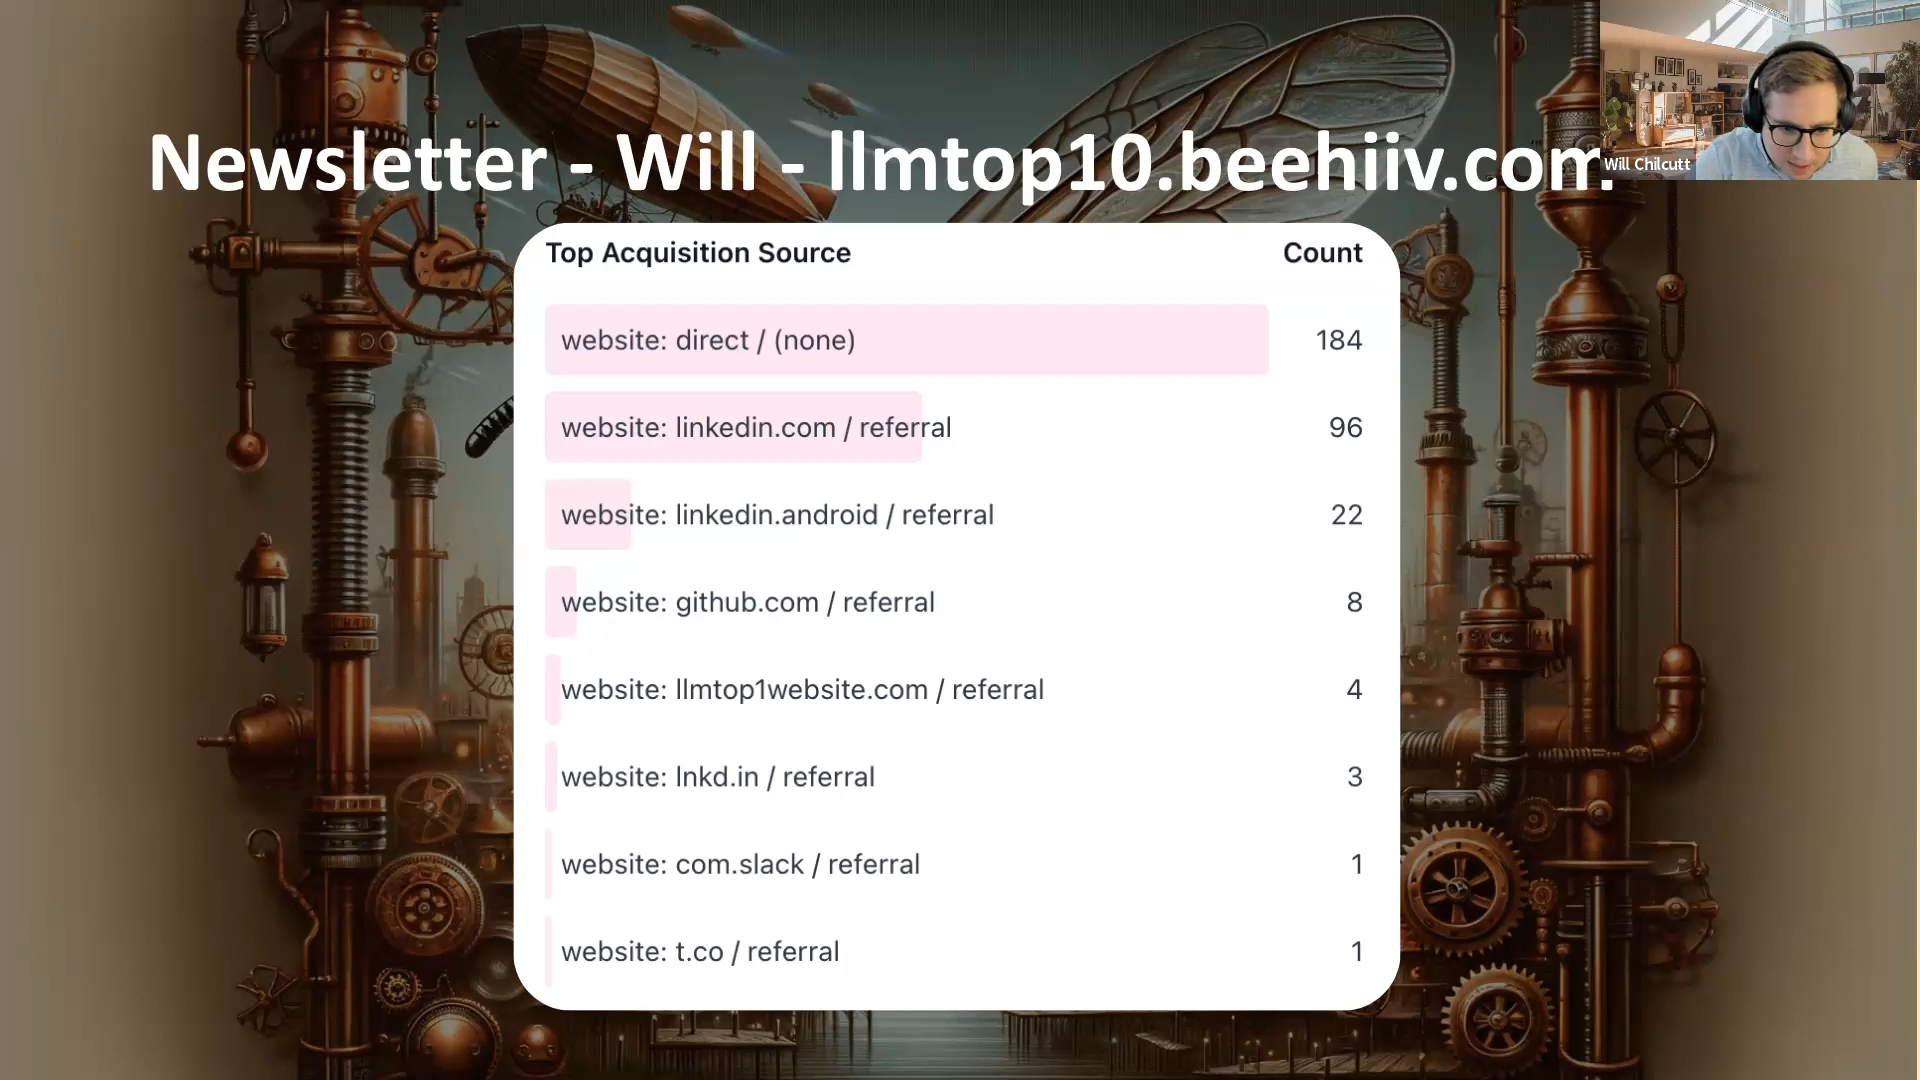 Newsletter - Will - llmtop10.beehiiv.com.
Will Chilcutt
Top Acquisition Source Count
website: direct / (none) 184
website: linkedin.com / referral 96
website: linkedin.android / referral 22
website: github.com / referral 8
website: llmtop1website.com / referral 4
website: lnkd.in / referral 3
website: com.slack / referral 1
website: t.co / referral 1